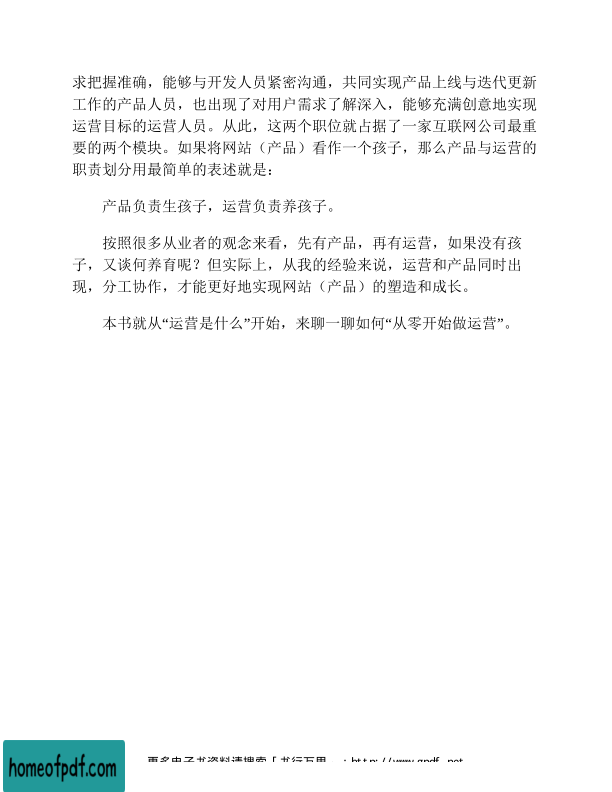 求把握准确，能够与开发人员紧密沟通，共同实现产品上线与迭代更新
工作的产品人员，也出现了对用户需求了解深入，能够充满创意地实现
运营目标的运营人员。从此，这两个职位就占据了一家互联网公司最重
要的两个模块。如果将网站（产品）看作一个孩子，那么产品与运营的
职责划分用最简单的表述就是：
产品负责生孩子，运营负责养孩子。
按照很多从业者的观念来看，先有产品，再有运营，如果没有孩
子，又谈何养育呢？但实际上，从我的经验来说，运营和产品同时出
现，分工协作，才能更好地实现网站（产品）的塑造和成长。
本书就从“运营是什么”开始，来聊一聊如何“从零开始做运营”。
更多电子书资料请搜索「书行万里
homeofpdf.com